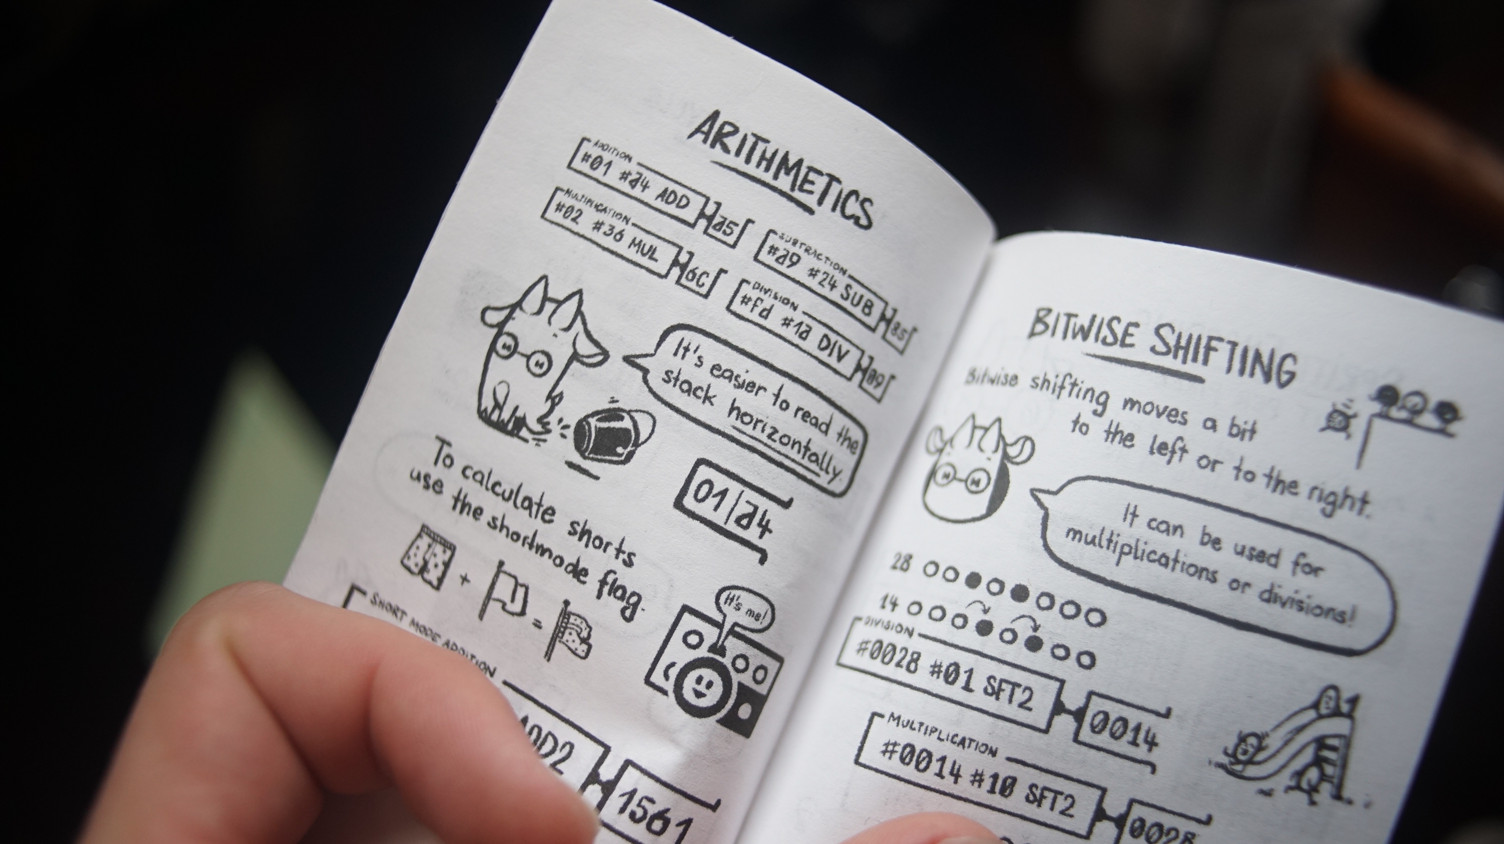 ARITHMETICS
ADDITION
#01 #a4 ADD
a5
MULTIPLICATION
#02 #36 MUL
6C
SUBTRACTION
#a9 #24 SUB
85
DIVISION
#fd #1a DIV
09
It's easier to read the
stack horizontally.
01/a4
To calculate shorts
use the shortmode flag.
+
=
It's me!
SHORT MODE ADDITION
ADD2
1561
BITWISE SHIFTING
Bitwise shifting moves a bit
to the left or to the right.
It can be used for
multiplications or divisions!
28
14
DIVISION
#0028 #01 SFT2
0014
MULTIPLICATION
#0014 #10 SFT2
0028